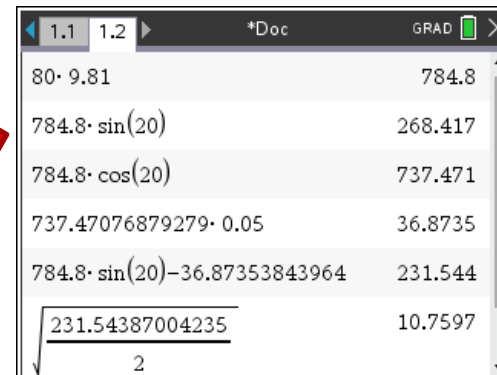 1.1 1.2 *Doc GRAD
80· 9.81 784.8
784.8· sin(20) 268.417
784.8· cos(20) 737.471
737.47076879279· 0.05 36.8735
784.8· sin(20)−36.87353843964 231.544
√(231.54387004235/2) 10.7597